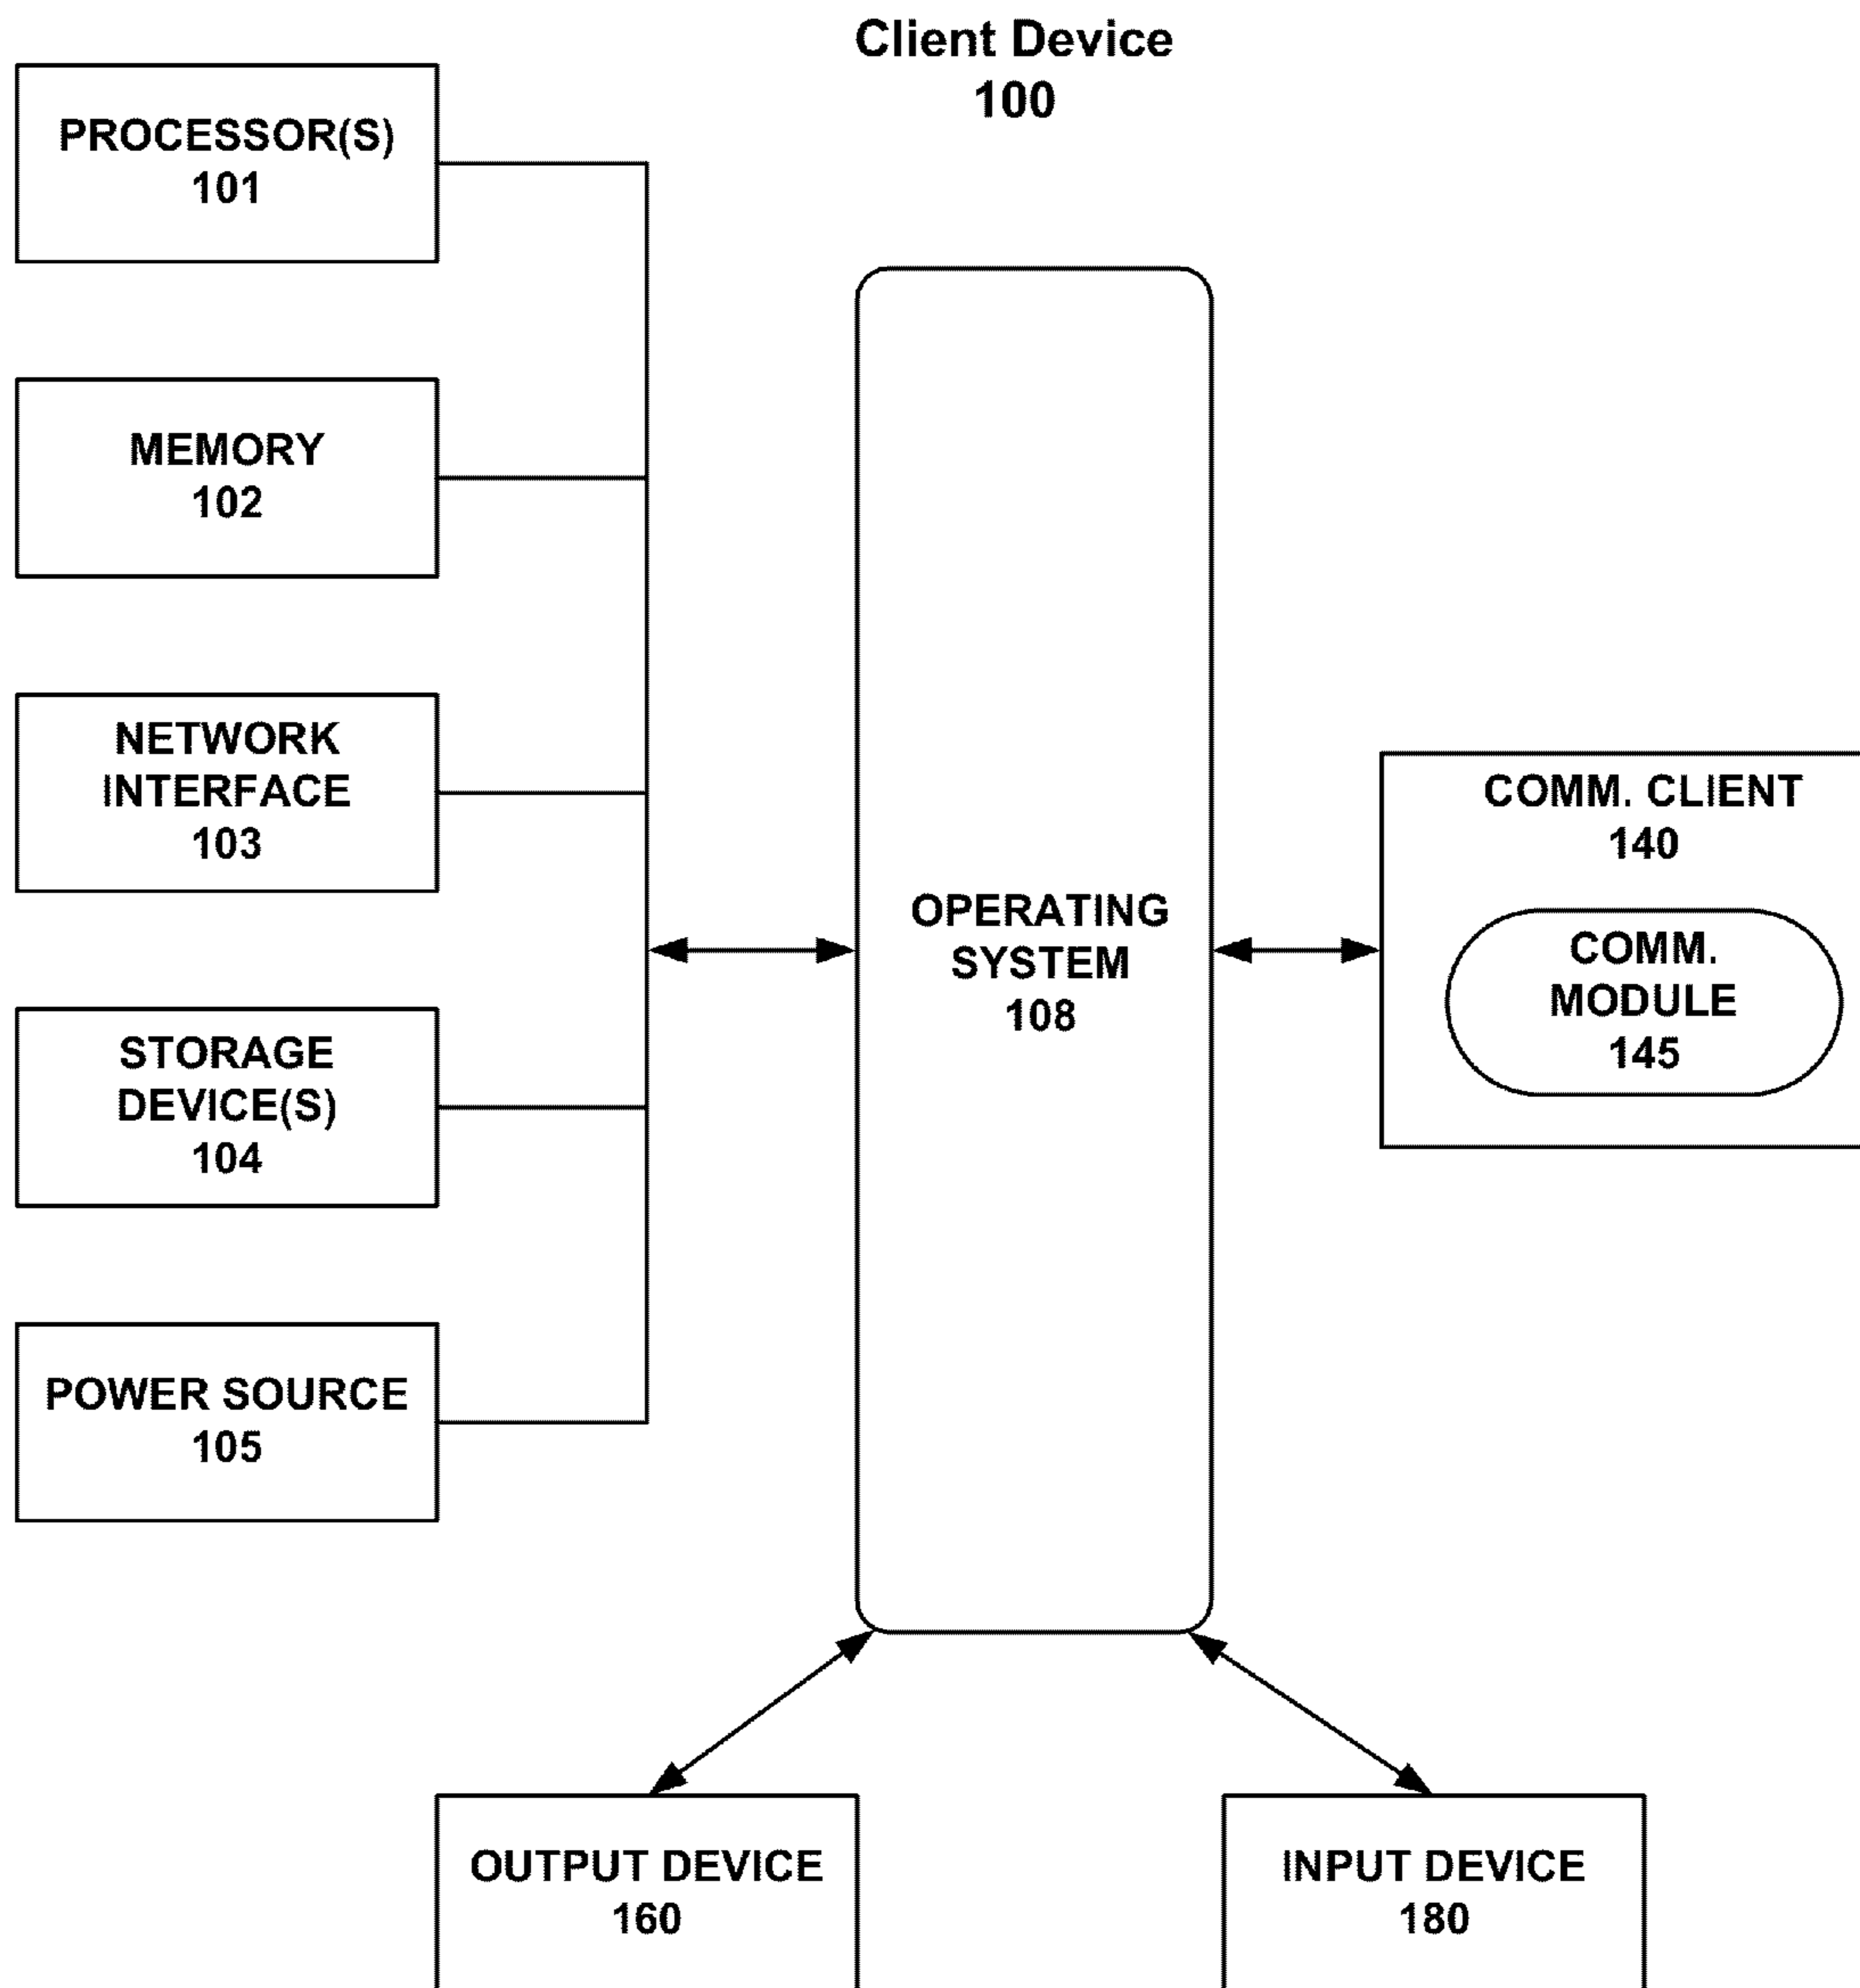 Client Device
100
PROCESSOR(S)
101
MEMORY
102
NETWORK
INTERFACE
103
STORAGE
DEVICE(S)
104
POWER SOURCE
105
OPERATING
SYSTEM
108
COMM. CLIENT
140
COMM.
MODULE
145
OUTPUT DEVICE
160
INPUT DEVICE
180